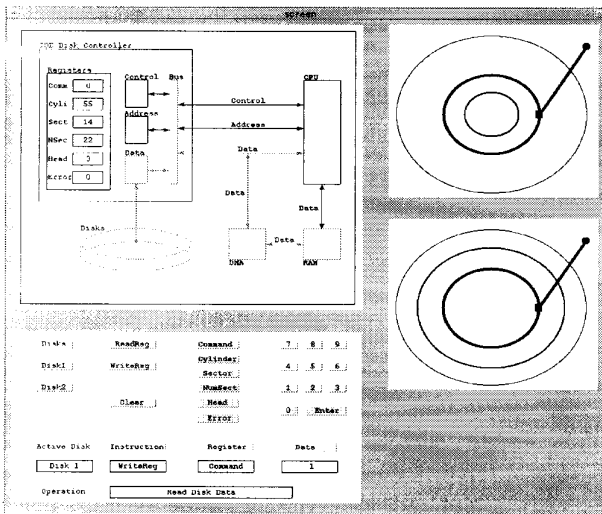 screen
Disk Controller
Registers
Comm 0
Cyli 55
Sect 14
NSec 22
Head 3
Error 0
Control Bus
Address
Data
CPU
Control
Address
Data
Data
Data
Data
Disks
DMA
RAM
Disks ReadReg Command 7 8 9
Cylinder
Disk1 WriteReg 4 5 6
Sector
Disk2 NumSect 1 2 3
Clear Head 0 Enter
Error
Active Disk Instruction Register Data
Disk 1 WriteReg Command 1
Operation Read Disk Data